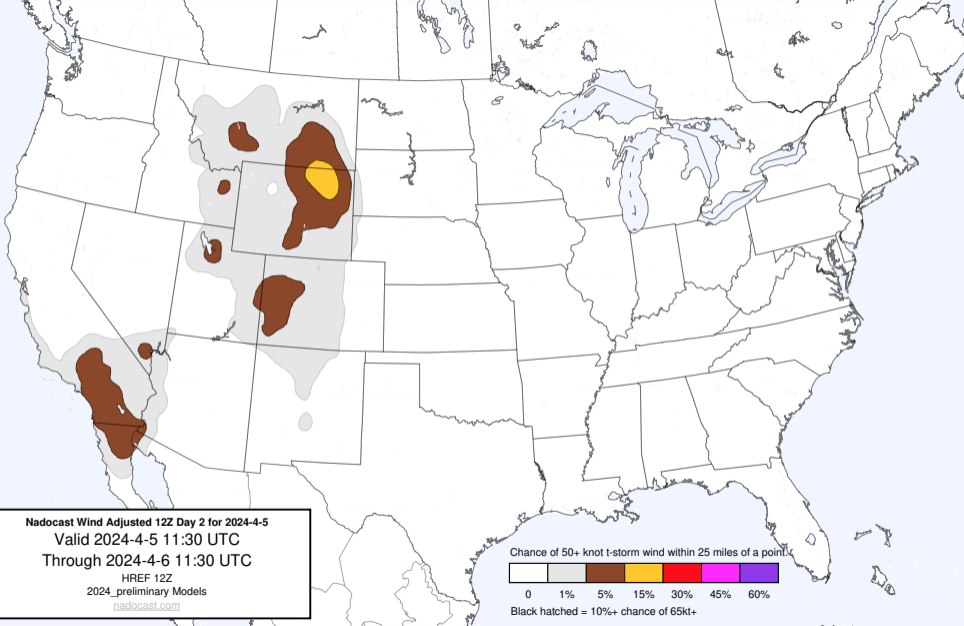 Nadocast Wind Adjusted 12Z Day 2 for 2024-4-5
Valid 2024-4-5 11:30 UTC
Through 2024-4-6 11:30 UTC
HREF 12Z
2024_preliminary Models
nadocast.com
Chance of 50+ knot t-storm wind within 25 miles of a point.
0 1% 5% 15% 30% 45% 60%
Black hatched = 10%+ chance of 65kt+